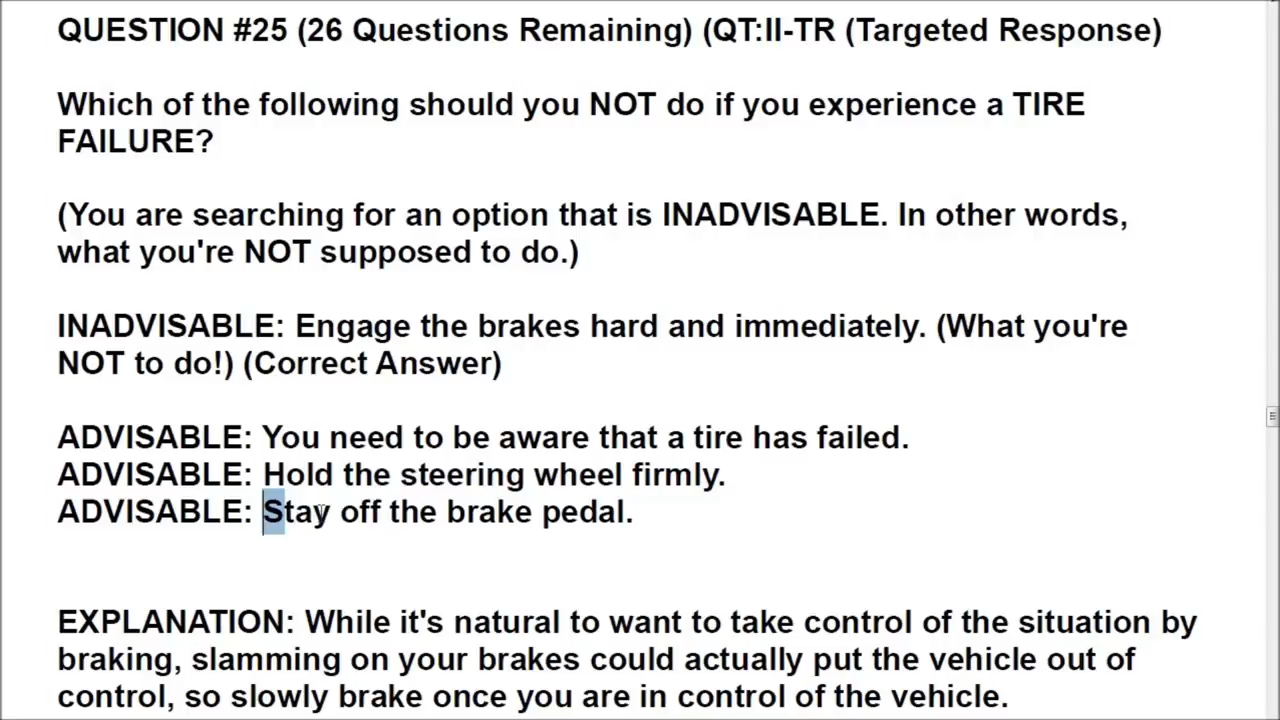 QUESTION #25 (26 Questions Remaining) (QT:II-TR (Targeted Response)
Which of the following should you NOT do if you experience a TIRE
FAILURE?
(You are searching for an option that is INADVISABLE. In other words,
what you're NOT supposed to do.)
INADVISABLE: Engage the brakes hard and immediately. (What you're
NOT to do!) (Correct Answer)
ADVISABLE: You need to be aware that a tire has failed.
ADVISABLE: Hold the steering wheel firmly.
ADVISABLE: Stay off the brake pedal.
EXPLANATION: While it's natural to want to take control of the situation by
braking, slamming on your brakes could actually put the vehicle out of
control, so slowly brake once you are in control of the vehicle.